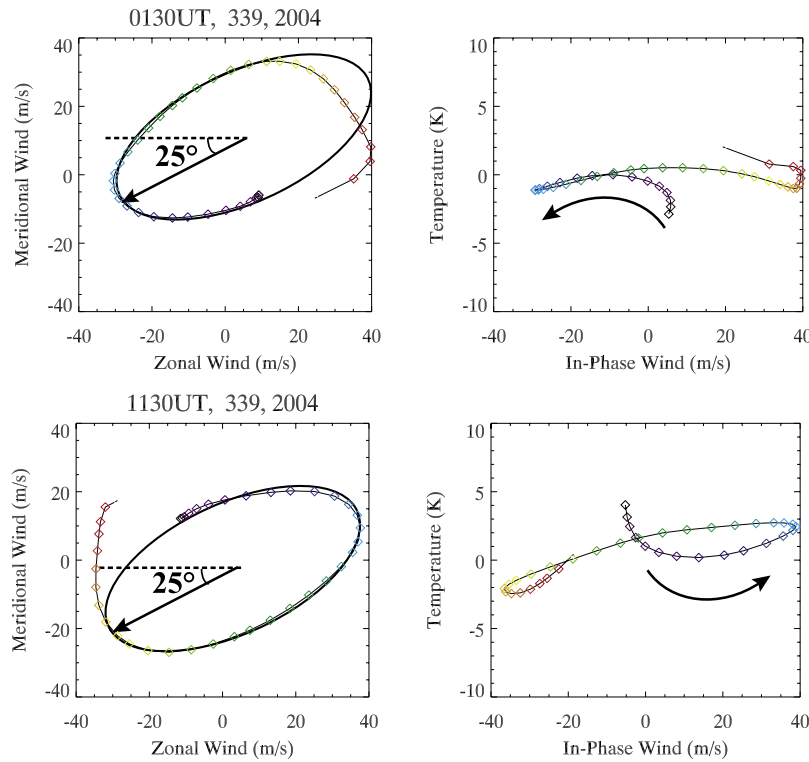 0130UT, 339, 2004
Meridional Wind (m/s)
40
20
0
-20
-40
25°
-40 -20 0 20 40
Zonal Wind (m/s)
Temperature (K)
10
5
0
-5
-10
-40 -20 0 20 40
In-Phase Wind (m/s)
1130UT, 339, 2004
Meridional Wind (m/s)
40
20
0
-20
-40
25°
-40 -20 0 20 40
Zonal Wind (m/s)
Temperature (K)
10
5
0
-5
-10
-40 -20 0 20 40
In-Phase Wind (m/s)